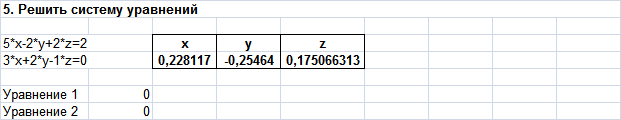 5. Решить систему уравнений
5*x-2*y+2*z=2 x y z
3*x+2*y-1*z=0 0,228117 -0,25464 0,175066313
Уравнение 1 0
Уравнение 2 0